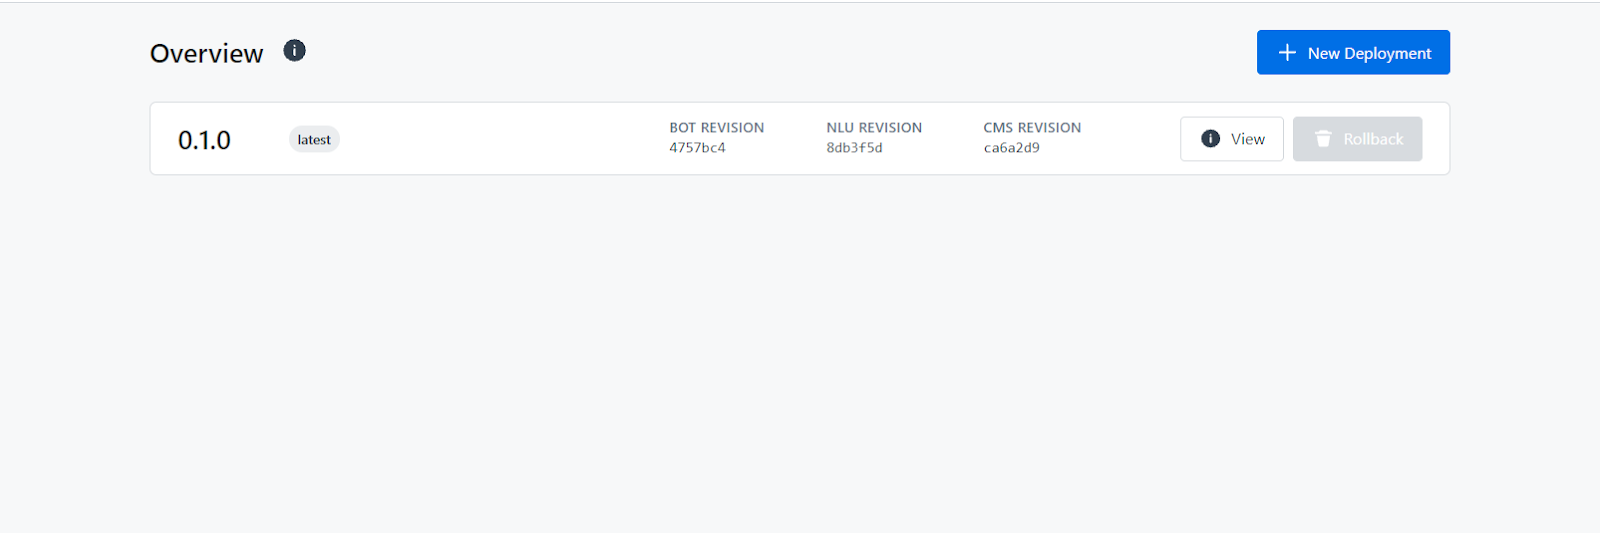 Overview
New Deployment
0.1.0
latest
BOT REVISION
4757bc4
NLU REVISION
8db3f5d
CMS REVISION
ca6a2d9
View
Rollback